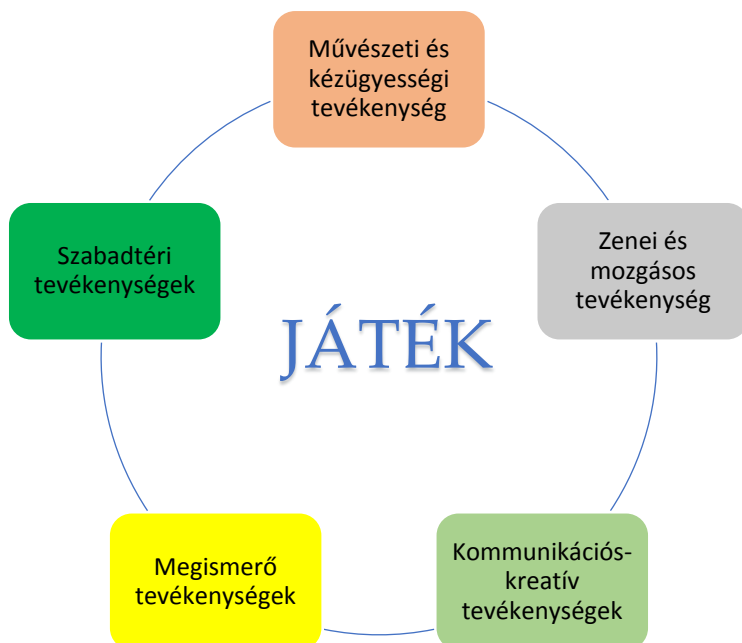 Művészeti és
kézügyességi
tevékenység
Zenei és
mozgásos
tevékenység
Szabadtéri
tevékenységek
JÁTÉK
Kommunikációs-
kreatív
tevékenységek
Megismerő
tevékenységek